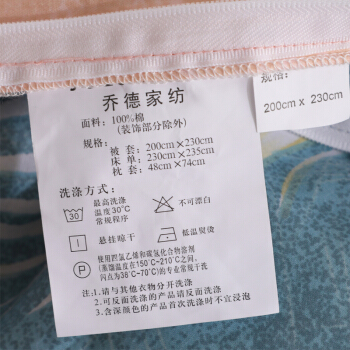 乔德家纺
面料：100%棉
(装饰部分除外)
规格：
被套：200cm×230cm
床单：230cm×235cm
枕套：48cm×74cm
规格：
200cm x 230cm
洗涤方式：
30
最高洗涤
温度30℃
常规程序
不可漂白
悬挂晾干
低温熨烫
P
使用四氯乙烯和碳氢化合物溶剂
(蒸馏温度在150℃~210℃之间,
闪点为38℃~70℃)的专业常规干洗
注：1.请与其他衣物分开洗涤
2.可反面洗涤的产品请反面洗涤
3.含深颜色的产品首次洗涤时不宜浸泡